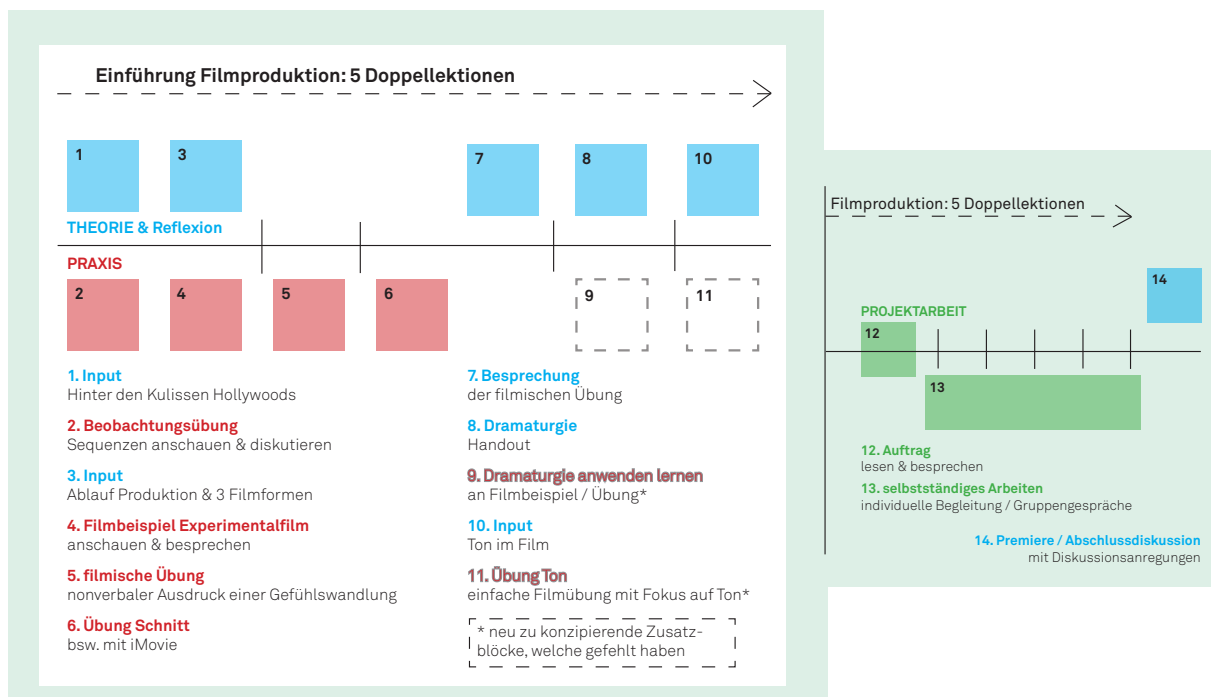 Einführung Filmproduktion: 5 Doppellektionen
1
3
7
8
10
THEORIE & Reflexion
PRAXIS
2
4
5
6
9
11
1. Input
Hinter den Kulissen Hollywoods
2. Beobachtungsübung
Sequenzen anschauen & diskutieren
3. Input
Ablauf Produktion & 3 Filmformen
4. Filmbeispiel Experimentalfilm
anschauen & besprechen
5. filmische Übung
nonverbaler Ausdruck einer Gefühlswandlung
6. Übung Schnitt
bsw. mit iMovie
7. Besprechung
der filmischen Übung
8. Dramaturgie
Handout
9. Dramaturgie anwenden lernen
an Filmbeispiel / Übung*
10. Input
Ton im Film
11. Übung Ton
einfache Filmübung mit Fokus auf Ton*
* neu zu konzipierende Zusatz-
blöcke, welche gefehlt haben
Filmproduktion: 5 Doppellektionen
14
PROJEKTARBEIT
12
13
12. Auftrag
lesen & besprechen
13. selbstständiges Arbeiten
individuelle Begleitung / Gruppengespräche
14. Premiere / Abschlussdiskussion
mit Diskussionsanregungen